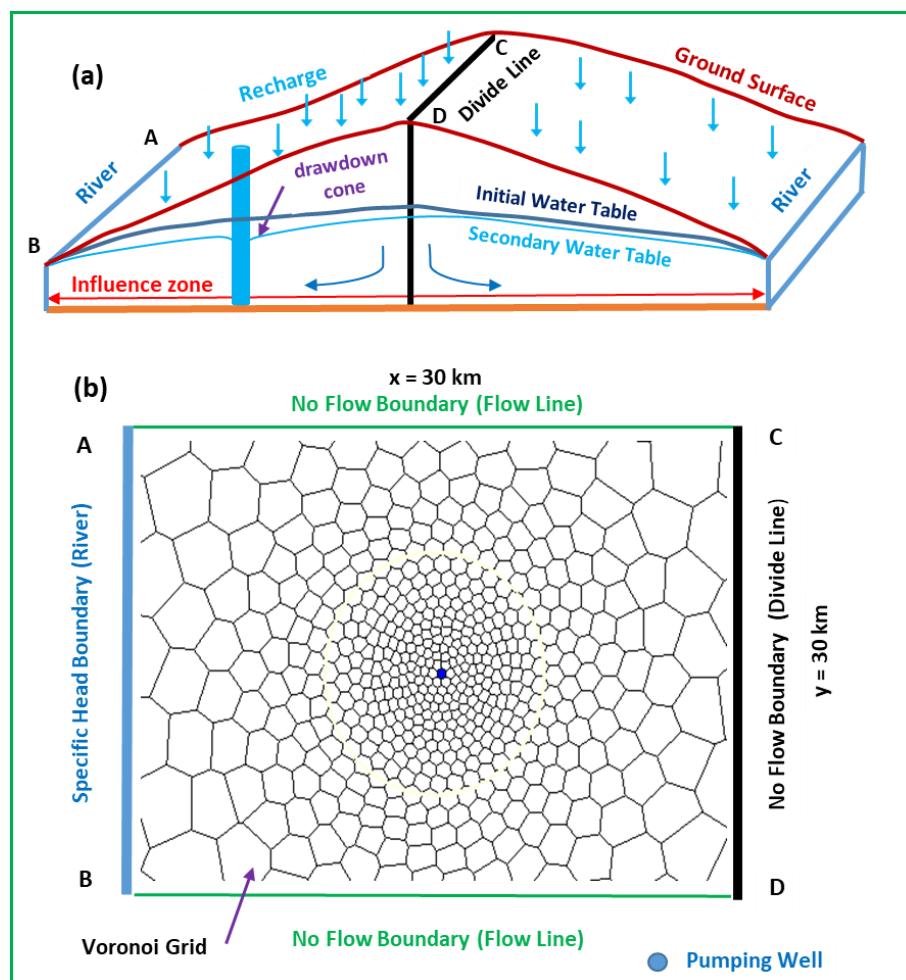 (a)
Recharge
C
Divide Line
Ground Surface
A
D
River
drawdown
cone
Initial Water Table
River
B
Secondary Water Table
Influence zone
(b)
x = 30 km
No Flow Boundary (Flow Line)
A
C
Specific Head Boundary (River)
No Flow Boundary (Divide Line)
y = 30 km
B
D
Voronoi Grid
No Flow Boundary (Flow Line)
Pumping Well